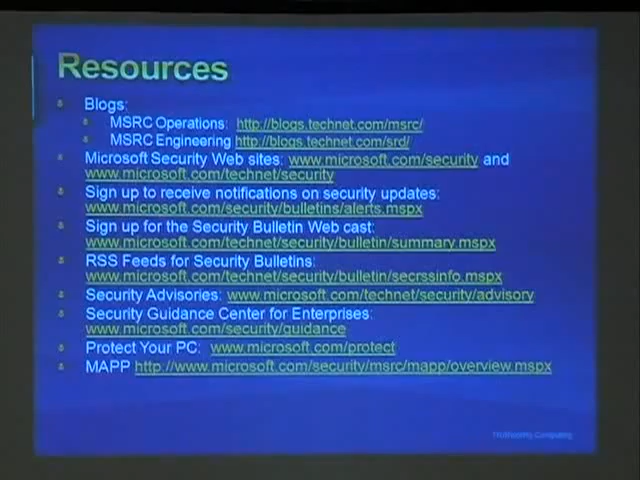 Resources
Blogs:
MSRC Operations: http://blogs.technet.com/msrc/
MSRC Engineering http://blogs.technet.com/srd/
Microsoft Security Web sites: www.microsoft.com/security and
www.microsoft.com/technet/security
Sign up to receive notifications on security updates:
www.microsoft.com/security/bulletins/alerts.mspx
Sign up for the Security Bulletin Web cast:
www.microsoft.com/technet/security/bulletin/summary.mspx
RSS Feeds for Security Bulletins:
www.microsoft.com/technet/security/bulletin/secrssinfo.mspx
Security Advisories: www.microsoft.com/technet/security/advisory
Security Guidance Center for Enterprises:
www.microsoft.com/security/guidance
Protect Your PC: www.microsoft.com/protect
MAPP http://www.microsoft.com/security/msrc/mapp/overview.mspx
Trustworthy Computing